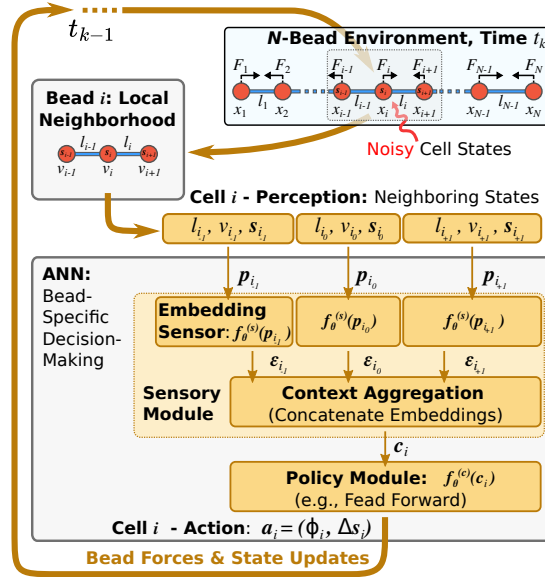 t_{k-1}
N-Bead Environment, Time t_k
F_1 F_2 F_{i-1} F_i F_{i+1} F_{N-1} F_N
s_{i-1} s_i s_{i+1}
l_1 l_{i-1} l_i l_{N-1}
x_1 x_2 x_{i-1} x_i x_{i+1} x_{N-1} x_N
Noisy Cell States
Bead i: Local
Neighborhood
l_{i-1} l_i
s_{i-1} s_i s_{i+1}
v_{i-1} v_i v_{i+1}
Cell i - Perception: Neighboring States
l_{i_{-1}}, v_{i_{-1}}, s_{i_{-1}} l_{i_0}, v_{i_0}, s_{i_0} l_{i_{+1}}, v_{i_{+1}}, s_{i_{+1}}
p_{i_{-1}} p_{i_0} p_{i_{+1}}
ANN:
Bead-
Specific
Decision-
Making
Embedding
Sensor: f_θ^{(s)}(p_{i_{-1}}) f_θ^{(s)}(p_{i_0}) f_θ^{(s)}(p_{i_{+1}})
ε_{i_{-1}} ε_{i_0} ε_{i_{+1}}
Sensory
Module
Context Aggregation
(Concatenate Embeddings)
c_i
Policy Module: f_θ^{(c)}(c_i)
(e.g., Fead Forward)
Cell i - Action: a_i = (ϕ_i, Δs_i)
Bead Forces & State Updates